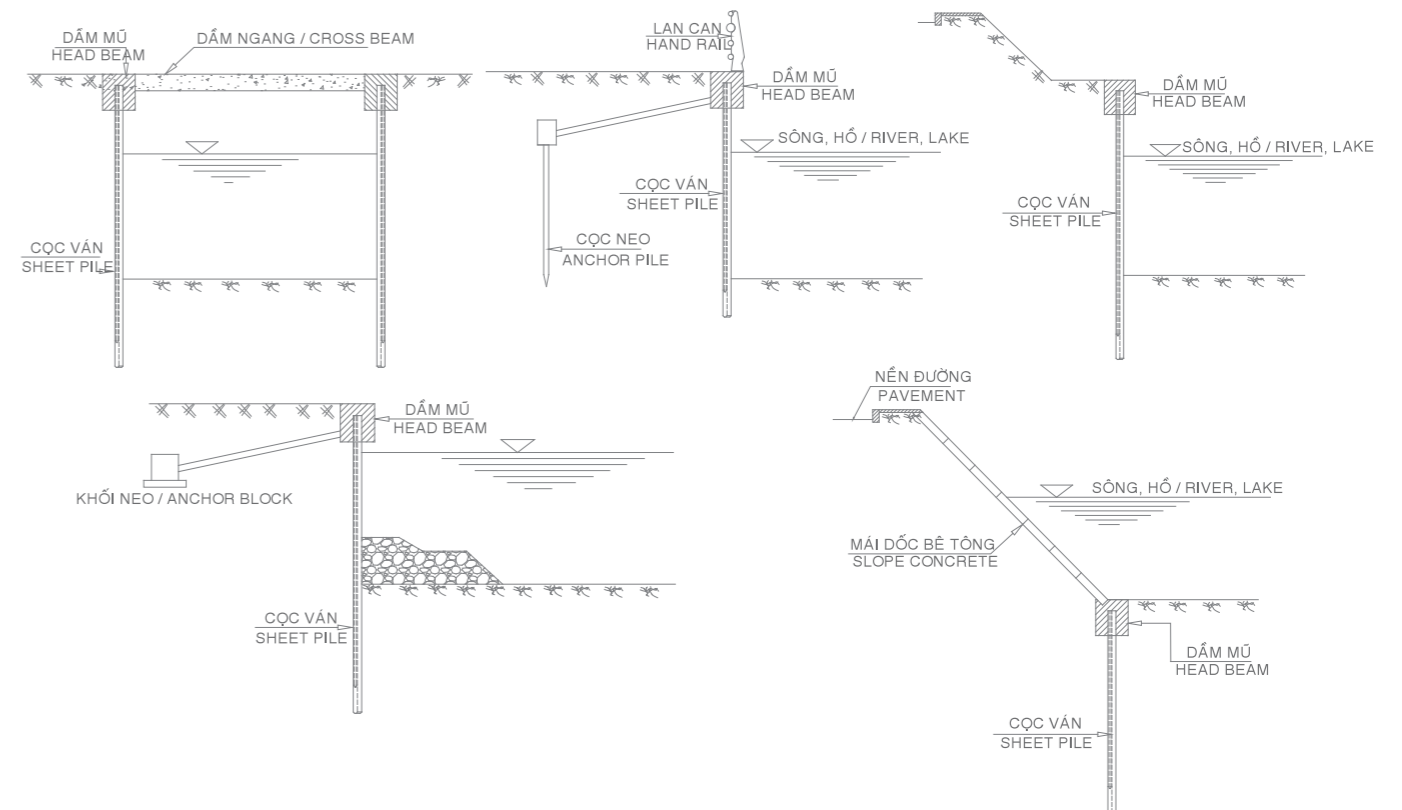 DẦM MŨ
HEAD BEAM
DẦM NGANG / CROSS BEAM
CỌC VÁN
SHEET PILE
LAN CAN
HAND RAIL
DẦM MŨ
HEAD BEAM
SÔNG, HỒ / RIVER, LAKE
CỌC VÁN
SHEET PILE
CỌC NEO
ANCHOR PILE
DẦM MŨ
HEAD BEAM
SÔNG, HỒ / RIVER, LAKE
CỌC VÁN
SHEET PILE
DẦM MŨ
HEAD BEAM
KHỐI NEO / ANCHOR BLOCK
CỌC VÁN
SHEET PILE
NỀN ĐƯỜNG
PAVEMENT
SÔNG, HỒ / RIVER, LAKE
MÁI DỐC BÊ TÔNG
SLOPE CONCRETE
DẦM MŨ
HEAD BEAM
CỌC VÁN
SHEET PILE